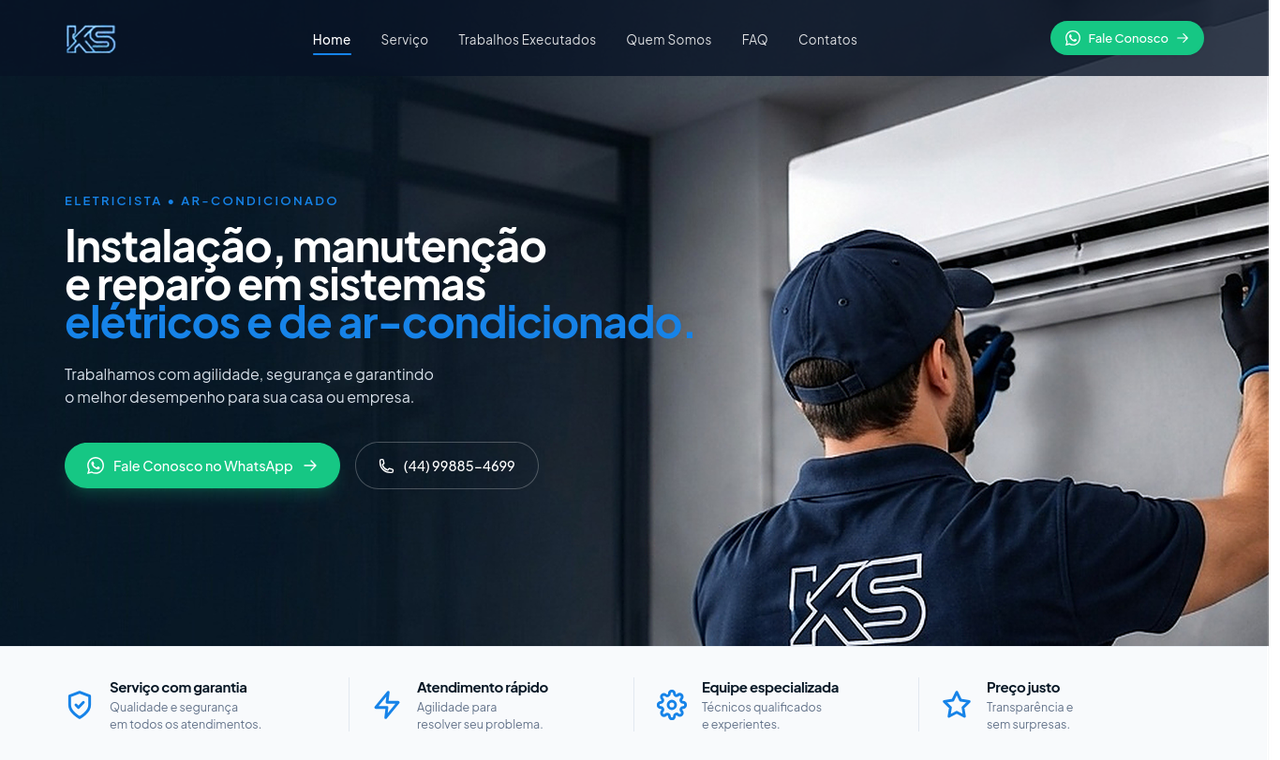 KS
Home
Serviço
Trabalhos Executados
Quem Somos
FAQ
Contatos
Fale Conosco
ELETRICISTA • AR-CONDICIONADO
Instalação, manutenção
e reparo em sistemas
elétricos e de ar-condicionado.
Trabalhamos com agilidade, segurança e garantindo
o melhor desempenho para sua casa ou empresa.
Fale Conosco no WhatsApp
(44) 99885-4699
KS
Serviço com garantia
Qualidade e segurança
em todos os atendimentos.
Atendimento rápido
Agilidade para
resolver seu problema.
Equipe especializada
Técnicos qualificados
e experientes.
Preço justo
Transparência e
sem surpresas.